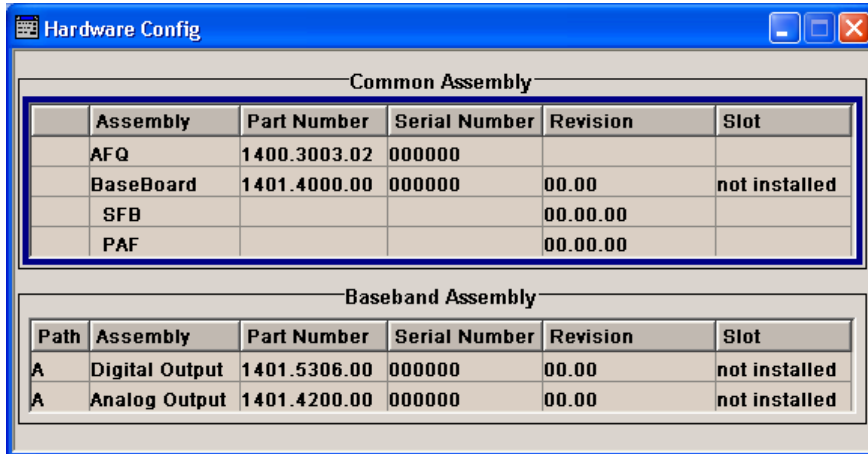 Hardware Config
Common Assembly
Assembly Part Number Serial Number Revision Slot
AFQ 1400.3003.02 000000
BaseBoard 1401.4000.00 000000 00.00 not installed
SFB 00.00.00
PAF 00.00.00
Baseband Assembly
Path Assembly Part Number Serial Number Revision Slot
A Digital Output 1401.5306.00 000000 00.00 not installed
A Analog Output 1401.4200.00 000000 00.00 not installed